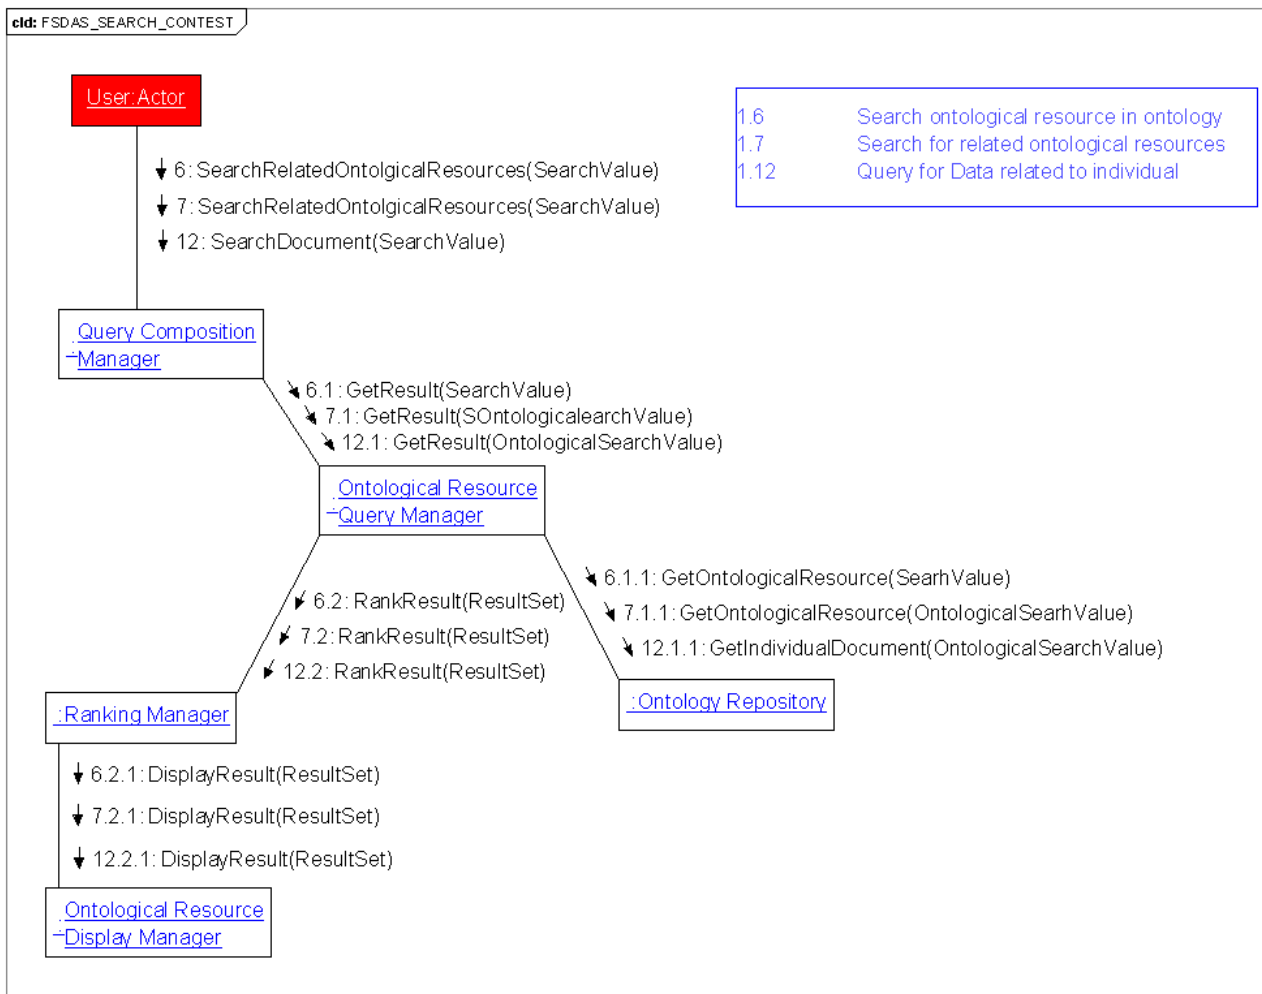 cld: FSDAS_SEARCH_CONTEST
User:Actor
1.6 Search ontological resource in ontology
1.7 Search for related ontological resources
1.12 Query for Data related to individual
6: SearchRelatedOntolgicalResources(SearchValue)
7: SearchRelatedOntolgicalResources(SearchValue)
12: SearchDocument(SearchValue)
:Query Composition
Manager
6.1: GetResult(SearchValue)
7.1: GetResult(SOntologicalearchValue)
12.1: GetResult(OntologicalSearchValue)
:Ontological Resource
Query Manager
6.1.1: GetOntologicalResource(SearhValue)
7.1.1: GetOntologicalResource(OntologicalSearhValue)
12.1.1: GetIndividualDocument(OntologicalSearchValue)
6.2: RankResult(ResultSet)
7.2: RankResult(ResultSet)
12.2: RankResult(ResultSet)
:Ontology Repository
:Ranking Manager
6.2.1: DisplayResult(ResultSet)
7.2.1: DisplayResult(ResultSet)
12.2.1: DisplayResult(ResultSet)
:Ontological Resource
Display Manager